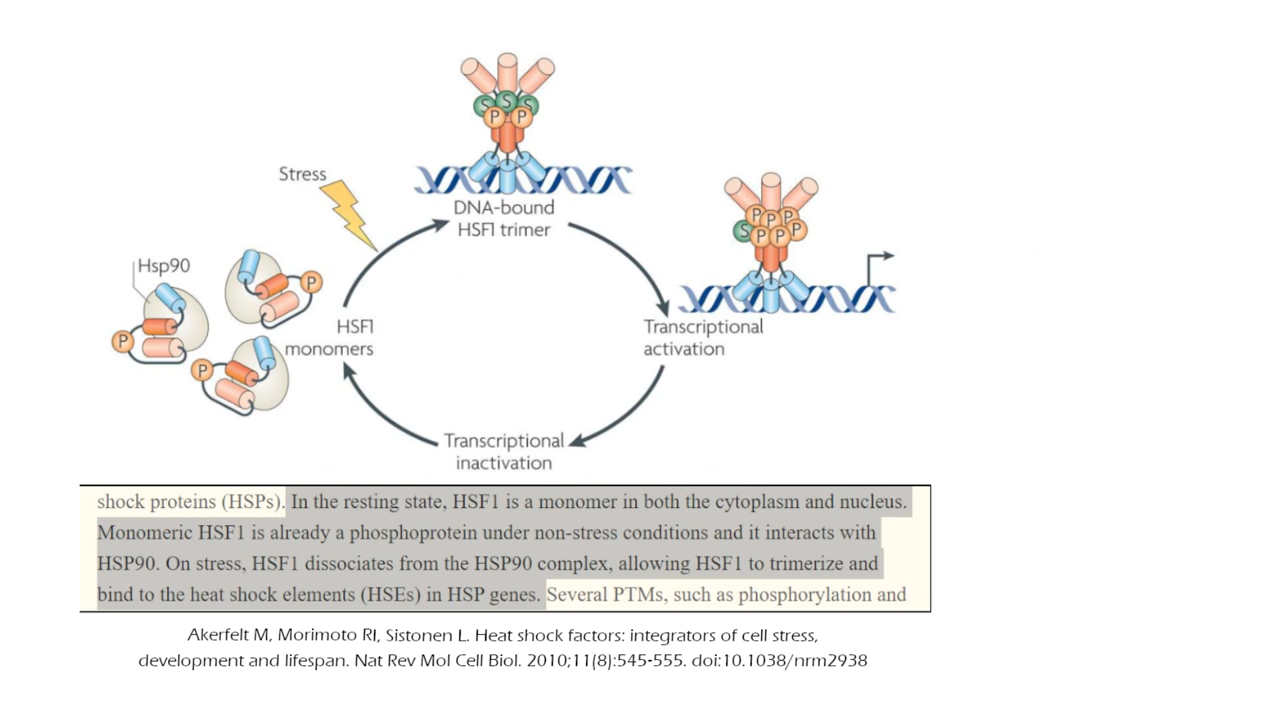 S S S
P P
Stress
DNA-bound
HSF1 trimer
P P P
S P P P
Hsp90
P
P
P
HSF1
monomers
Transcriptional
activation
Transcriptional
inactivation
shock proteins (HSPs). In the resting state, HSF1 is a monomer in both the cytoplasm and nucleus.
Monomeric HSF1 is already a phosphoprotein under non-stress conditions and it interacts with
HSP90. On stress, HSF1 dissociates from the HSP90 complex, allowing HSF1 to trimerize and
bind to the heat shock elements (HSEs) in HSP genes. Several PTMs, such as phosphorylation and
Akerfelt M, Morimoto RI, Sistonen L. Heat shock factors: integrators of cell stress,
development and lifespan. Nat Rev Mol Cell Biol. 2010;11(8):545-555. doi:10.1038/nrm2938